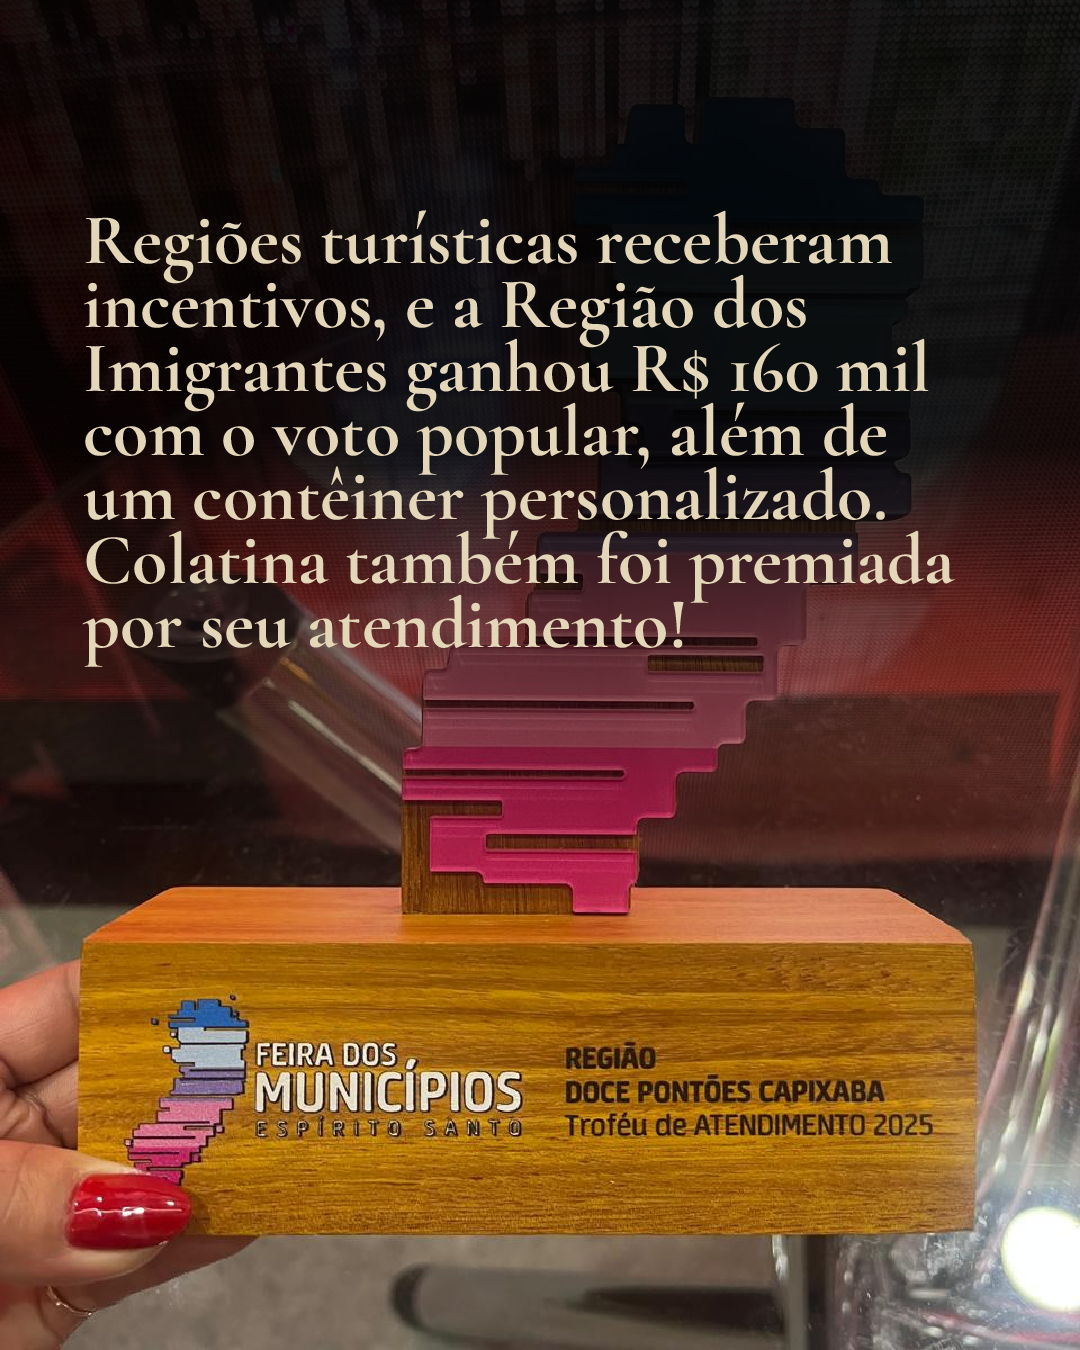 Regiões turísticas receberam
incentivos, e a Região dos
Imigrantes ganhou R$ 160 mil
com o voto popular, além de
um contêiner personalizado.
Colatina também foi premiada
por seu atendimento!
FEIRA DOS
MUNICÍPIOS
ESPÍRITO SANTO
REGIÃO
DOCE PONTÕES CAPIXABA
Troféu de ATENDIMENTO 2025